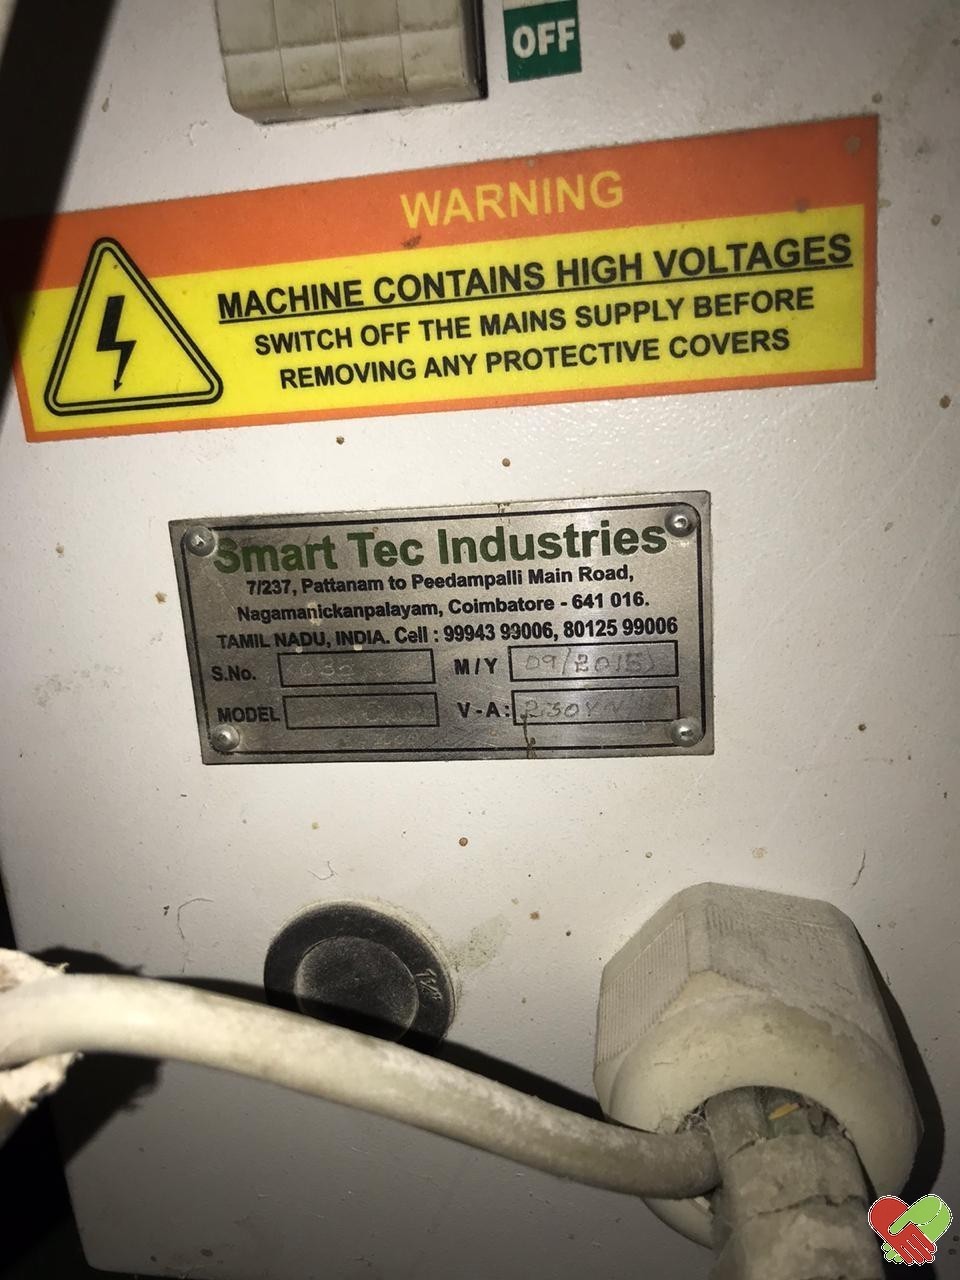 OFF
WARNING
MACHINE CONTAINS HIGH VOLTAGES
SWITCH OFF THE MAINS SUPPLY BEFORE
REMOVING ANY PROTECTIVE COVERS
Smart Tec Industries
7/237, Pattanam to Peedampalli Main Road,
Nagamanickanpalayam, Coimbatore - 641 016.
TAMIL NADU, INDIA. Cell : 99943 99006, 80125 99006
S.No. M/Y 09/2015
MODEL V-A:
1¼"